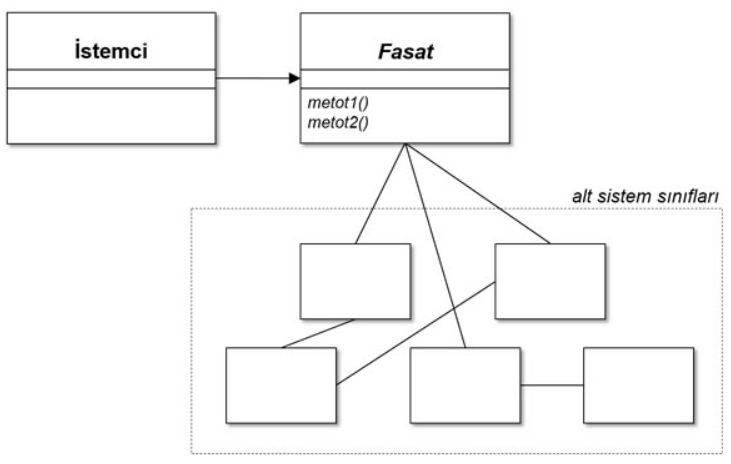 İstemci
Fasat
metot1()
metot2()
alt sistem sınıfları